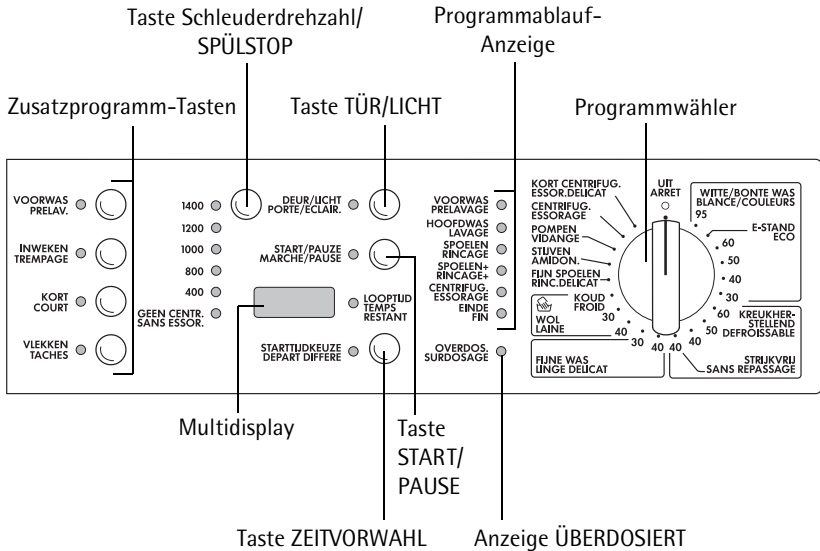 Taste Schleuderdrehzahl/
SPÜLSTOP
Programmablauf-
Anzeige
Zusatzprogramm-Tasten
Taste TÜR/LICHT
Programmwähler
VOORWAS
PRELAV.
INWEKEN
TREMPAGE
KORT
COURT
VLEKKEN
TACHES
1400
1200
1000
800
400
GEEN CENTR.
SANS ESSOR.
DEUR/LICHT
PORTE/ECLAIR.
START/PAUZE
MARCHE/PAUSE
LOOPTIJD
TEMPS
RESTANT
STARTTIJDKEUZE
DEPART DIFFERE
VOORWAS
PRELAVAGE
HOOFDWAS
LAVAGE
SPOELEN
RINCAGE
SPOELEN+
RINCAGE+
CENTRIFUG.
ESSORAGE
EINDE
FIN
OVERDOS.
SURDOSAGE
KORT CENTRIFUG.
ESSOR.DELICAT
CENTRIFUG.
ESSORAGE
POMPEN
VIDANGE
STIJVEN
AMIDON.
FIJN SPOELEN
RINC.DELICAT
UIT
ARRET
WITTE/BONTE WAS
BLANCE/COULEURS
95
E-STAND
ECO
60
50
40
30
60
50
40
KREUKHER-
STELLEND
DEFROISSABLE
40
STRIJKVRIJ
SANS REPASSAGE
KOUD
FROID
30
40
WOL
LAINE
30
40
FIJNE WAS
LINGE DELICAT
Multidisplay
Taste
START/
PAUSE
Taste ZEITVORWAHL
Anzeige ÜBERDOSIERT